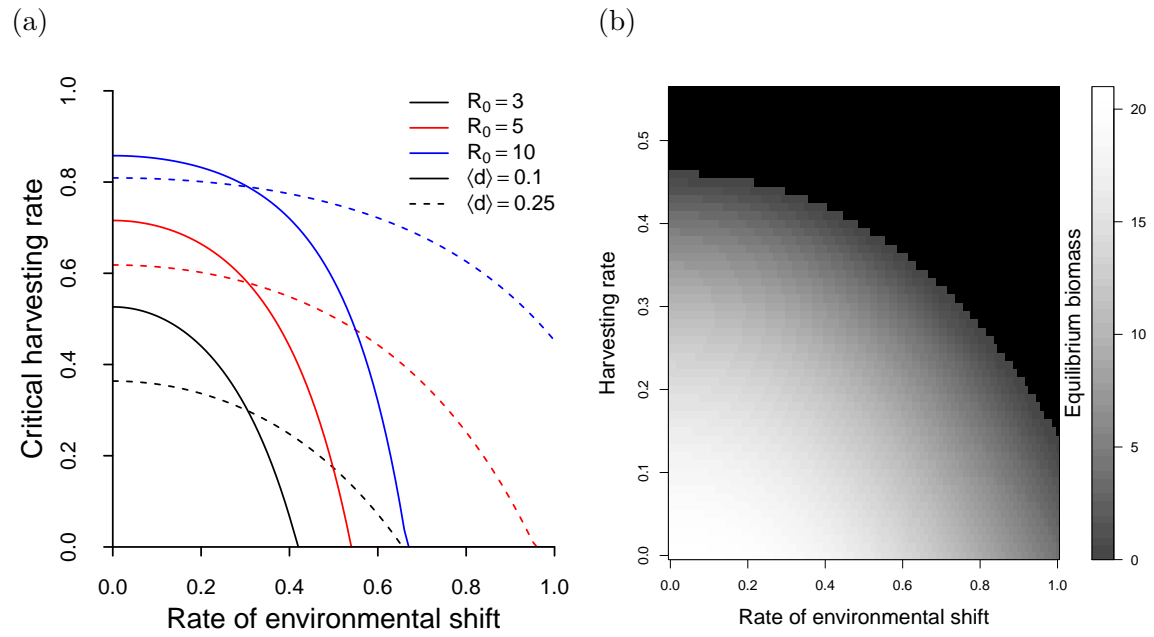 (a)
Critical harvesting rate
1.0
0.8
0.6
0.4
0.2
0.0
0.0 0.2 0.4 0.6 0.8 1.0
Rate of environmental shift
R₀ = 3
R₀ = 5
R₀ = 10
⟨d⟩ = 0.1
⟨d⟩ = 0.25
(b)
Harvesting rate
0.5
0.4
0.3
0.2
0.1
0.0
0.0 0.2 0.4 0.6 0.8 1.0
Rate of environmental shift
Equilibrium biomass
20
15
10
5
0